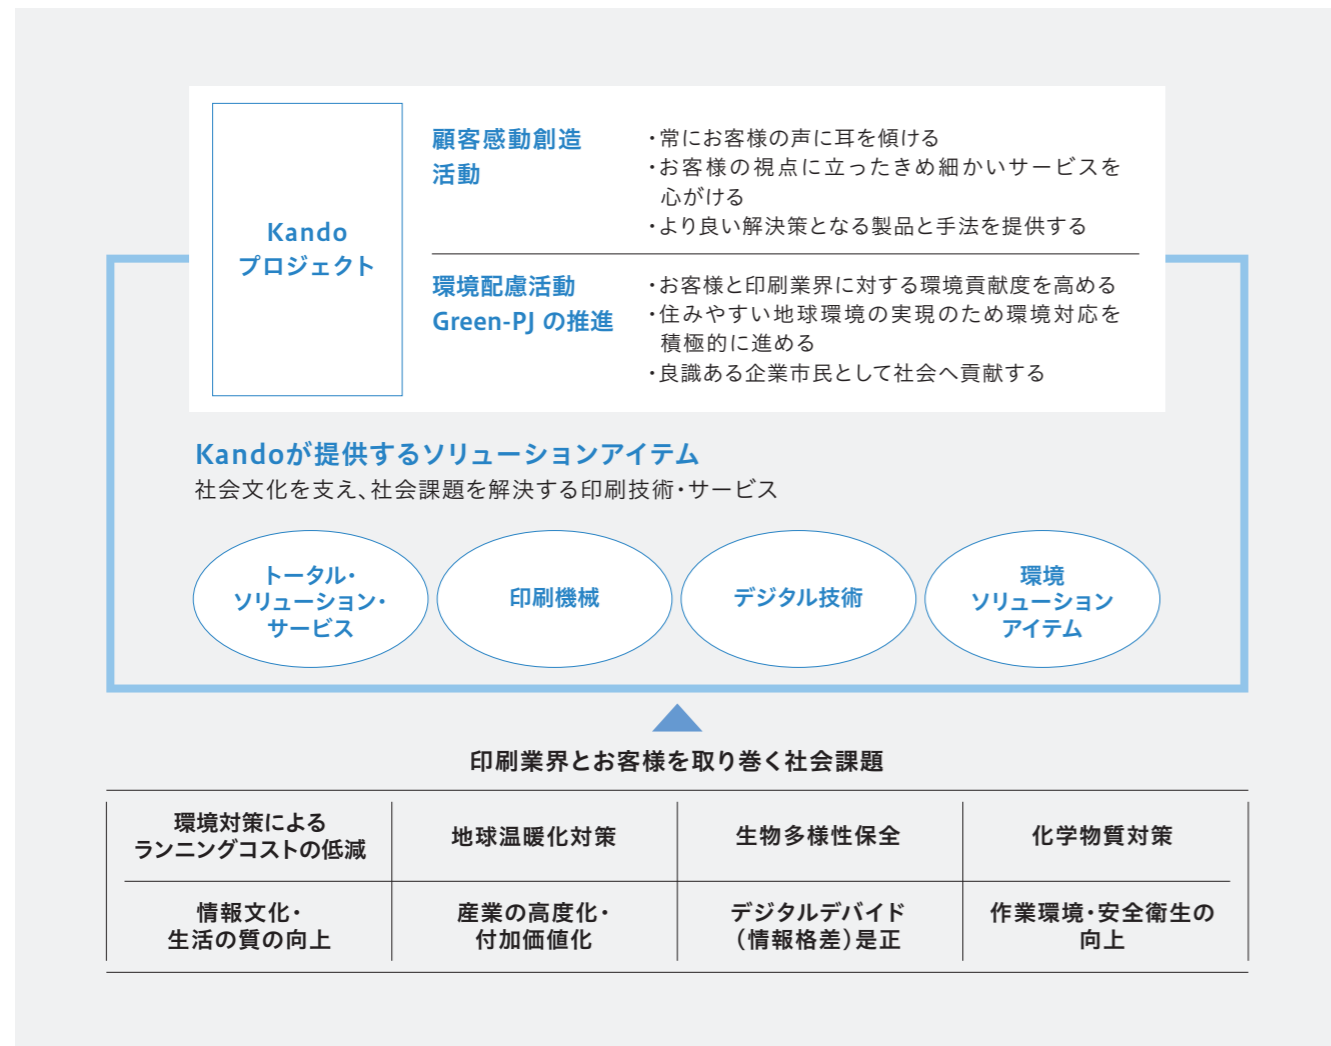 Kando
プロジェクト
顧客感動創造
活動
・常にお客様の声に耳を傾ける
・お客様の視点に立ったきめ細かいサービスを
心がける
・より良い解決策となる製品と手法を提供する
環境配慮活動
Green-PJ の推進
・お客様と印刷業界に対する環境貢献度を高める
・住みやすい地球環境の実現のため環境対応を
積極的に進める
・良識ある企業市民として社会へ貢献する
Kandoが提供するソリューションアイテム
社会文化を支え、社会課題を解決する印刷技術・サービス
トータル・
ソリューション・
サービス
印刷機械
デジタル技術
環境
ソリューション
アイテム
印刷業界とお客様を取り巻く社会課題
環境対策による
ランニングコストの低減
地球温暖化対策
生物多様性保全
化学物質対策
情報文化・
生活の質の向上
産業の高度化・
付加価値化
デジタルデバイド
（情報格差）是正
作業環境・安全衛生の
向上